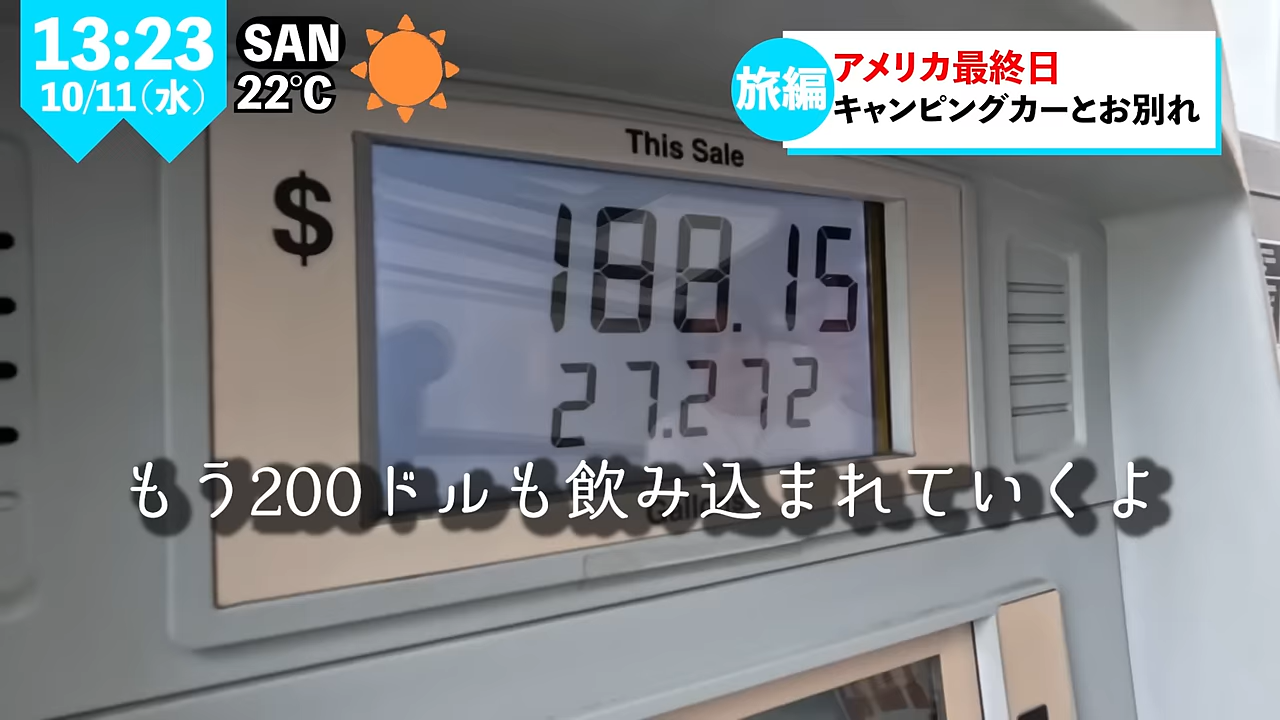 13:23
10/11(水)
SAN
22℃
旅編
アメリカ最終日
キャンピングカーとお別れ
This Sale
$
188.15
27.272
もう200ドルも飲み込まれていくよ